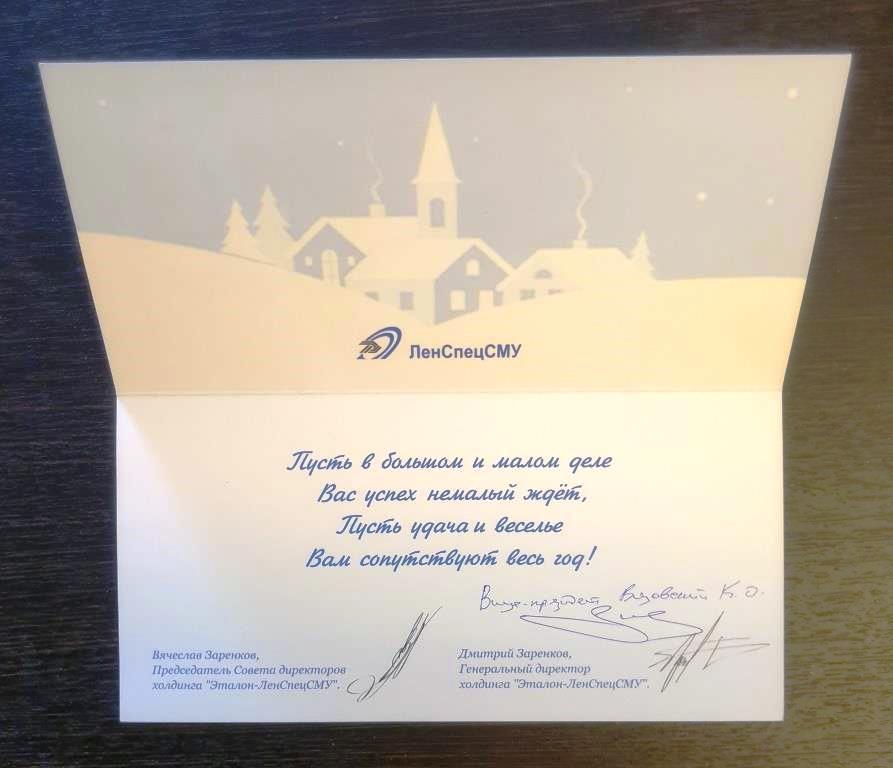 ЛенСпецСМУ
Пусть в большом и малом деле
Вас успех немалый ждёт,
Пусть удача и веселье
Вам сопутствуют весь год!
Вице-президент Вязовский К. О.
Вячеслав Заренков,
Председатель Совета директоров
холдинга "Эталон-ЛенСпецСМУ".
Дмитрий Заренков,
Генеральный директор
холдинга "Эталон-ЛенСпецСМУ".